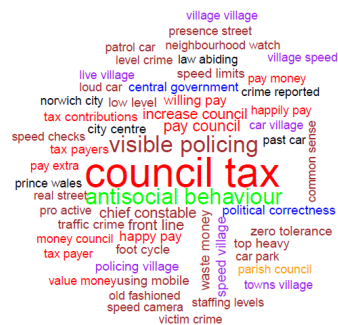 village village
presence street
patrol car neighbourhood watch
level crime law abiding village speed
live village speed limits pay money
loud car central government crime reported
norwich city low level willing pay
tax contributions increase council happily pay
city centre pay council car village
speed checks visible policing past car
tax payers
pay extra council tax common sense
prince wales
real street antisocial behaviour
pro active chief constable political correctness
traffic crime front line zero tolerance
money council happy pay top heavy
tax payer foot cycle waste money speed village car park
policing village parish council
value money using mobile towns village
old fashioned staffing levels
speed camera
victim crime